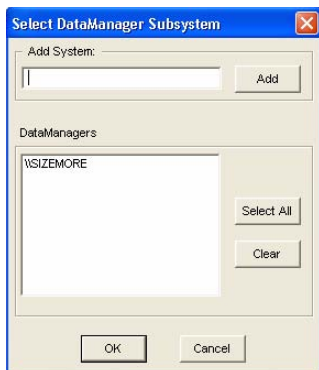 Select DataManager Subsystem
Add System:
Add
DataManagers
\\SIZEMORE
Select All
Clear
OK
Cancel